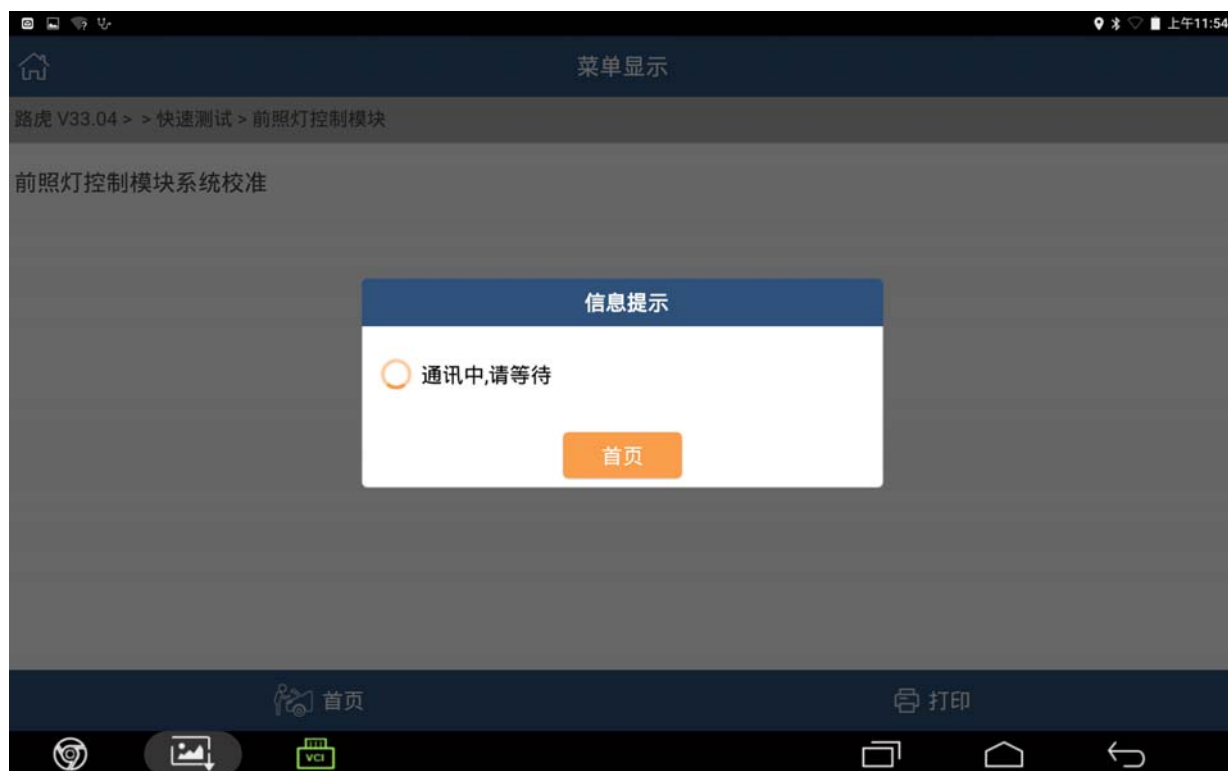 上午11:54
菜单显示
路虎 V33.04 > > 快速测试 > 前照灯控制模块
前照灯控制模块系统校准
信息提示
通讯中,请等待
首页
首页
打印
VCI